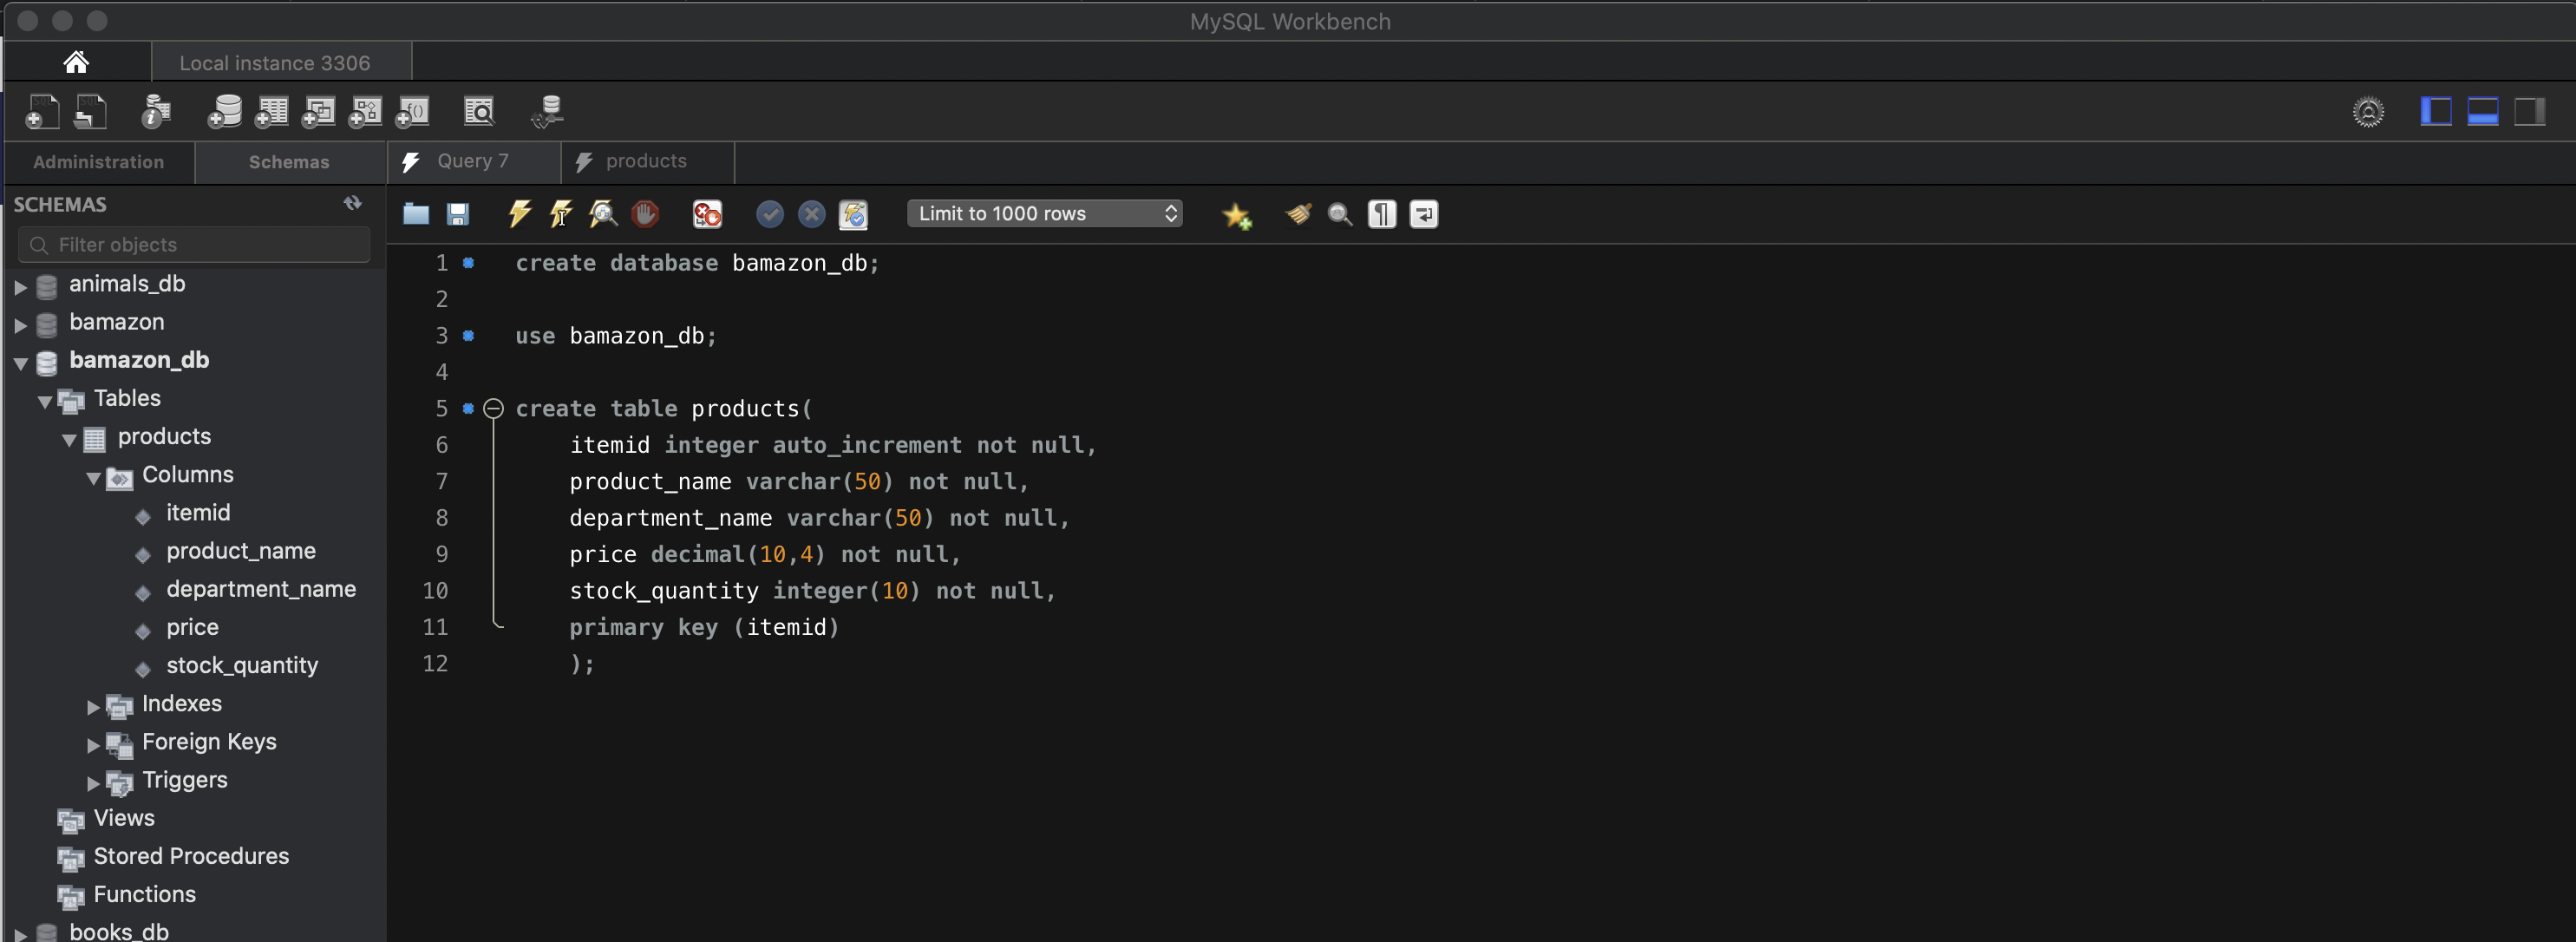 MySQL Workbench
Local instance 3306
Administration
Schemas
Query 7
products
SCHEMAS
Filter objects
Limit to 1000 rows
animals_db
bamazon
bamazon_db
Tables
products
Columns
itemid
product_name
department_name
price
stock_quantity
Indexes
Foreign Keys
Triggers
Views
Stored Procedures
Functions
books_db
1 create database bamazon_db;
2
3 use bamazon_db;
4
5 create table products(
6 itemid integer auto_increment not null,
7 product_name varchar(50) not null,
8 department_name varchar(50) not null,
9 price decimal(10,4) not null,
10 stock_quantity integer(10) not null,
11 primary key (itemid)
12 );